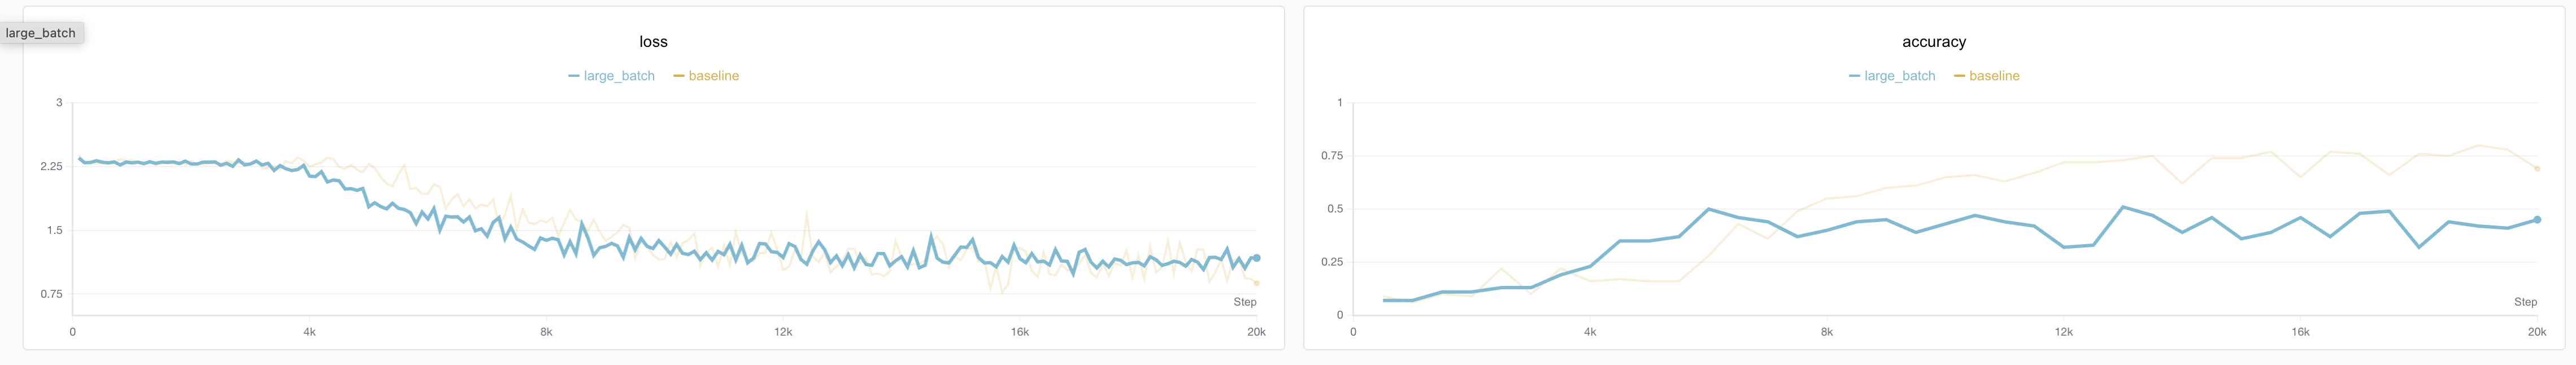 large_batch
loss
large_batch baseline
3
2.25
1.5
0.75
Step
0 4k 8k 12k 16k 20k
accuracy
large_batch baseline
1
0.75
0.5
0.25
0
Step
0 4k 8k 12k 16k 20k